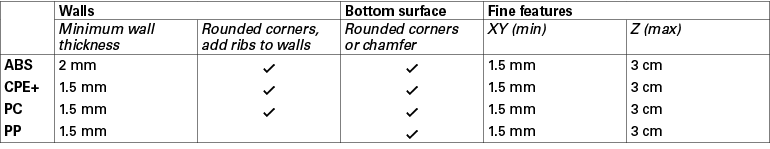 Walls Bottom surface Fine features
Minimum wall thickness Rounded corners, add ribs to walls Rounded corners or chamfer XY (min) Z (max)
ABS 2 mm ✓ ✓ 1.5 mm 3 cm
CPE+ 1.5 mm ✓ ✓ 1.5 mm 3 cm
PC 1.5 mm ✓ ✓ 1.5 mm 3 cm
PP 1.5 mm ✓ 1.5 mm 3 cm